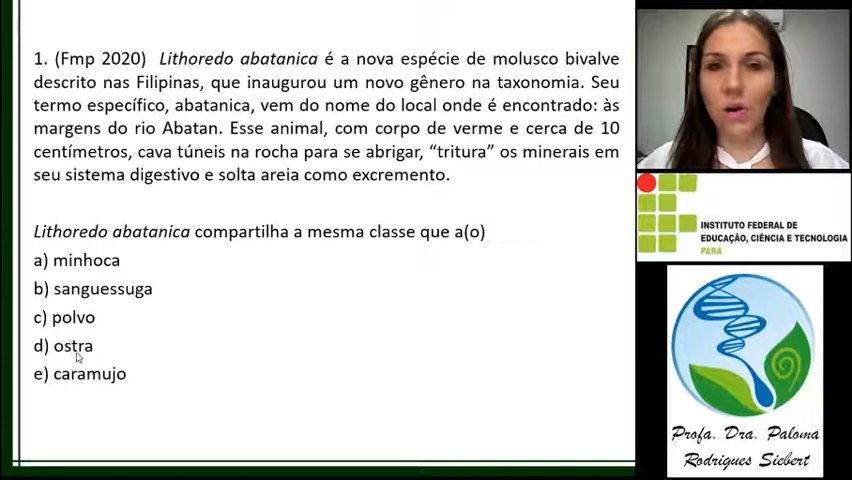 1. (Fmp 2020) Lithoredo abatanica é a nova espécie de molusco bivalve
descrito nas Filipinas, que inaugurou um novo gênero na taxonomia. Seu
termo específico, abatanica, vem do nome do local onde é encontrado: às
margens do rio Abatan. Esse animal, com corpo de verme e cerca de 10
centímetros, cava túneis na rocha para se abrigar, “tritura” os minerais em
seu sistema digestivo e solta areia como excremento.
Lithoredo abatanica compartilha a mesma classe que a(o)
a) minhoca
b) sanguessuga
c) polvo
d) ostra
e) caramujo
INSTITUTO FEDERAL DE
EDUCAÇÃO, CIÊNCIA E TECNOLOGIA
PARÁ
Profa. Dra. Paloma
Rodrigues Siebert